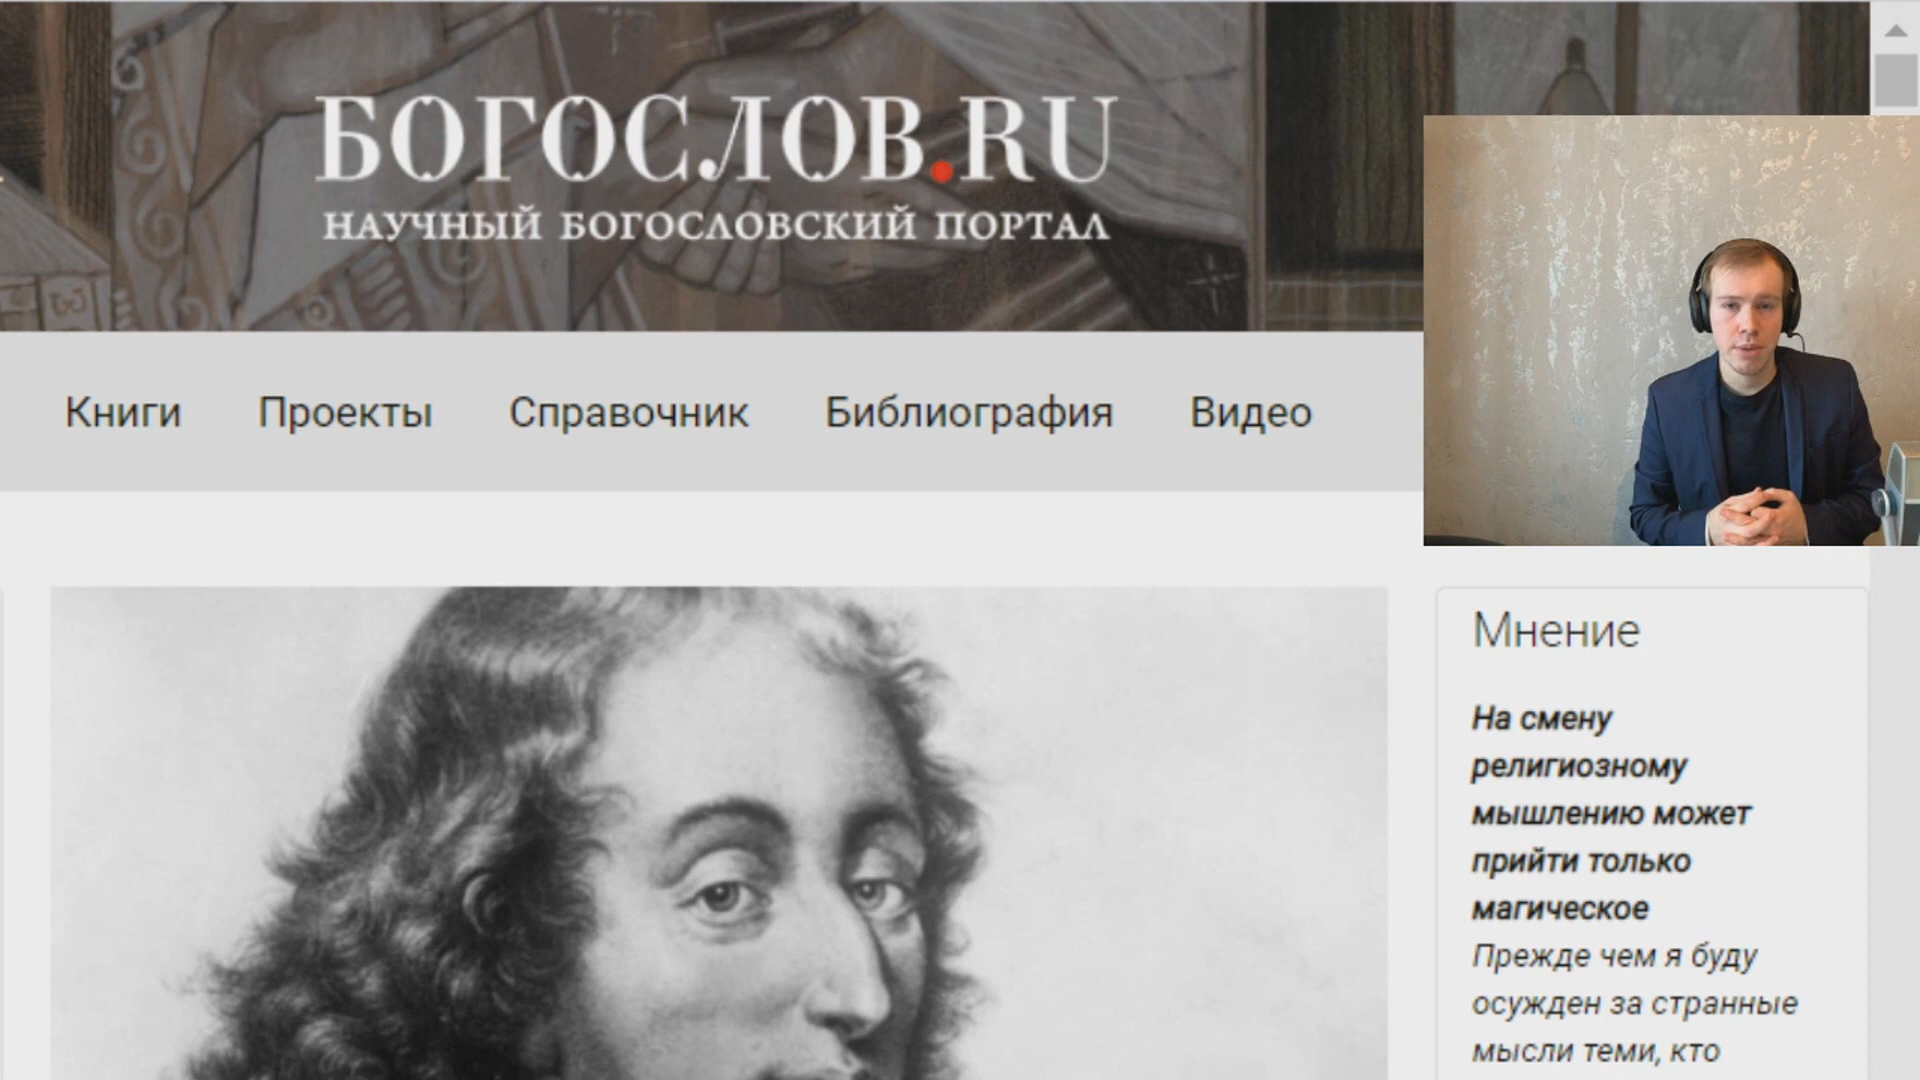 БОГОСЛОВ.RU
НАУЧНЫЙ БОГОСЛОВСКИЙ ПОРТАЛ
Книги Проекты Справочник Библиография Видео
Мнение
На смену
религиозному
мышлению может
прийти только
магическое
Прежде чем я буду
осужден за странные
мысли теми, кто